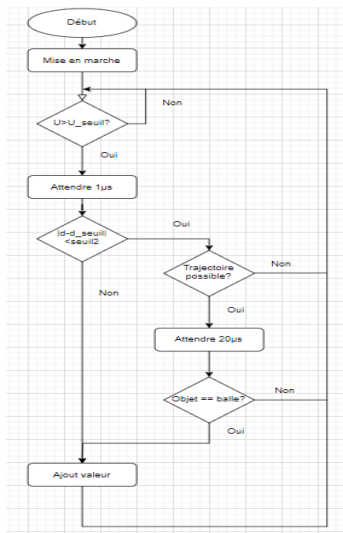 Début
Mise en marche
Non
U>U_seuil?
Oui
Attendre 1µs
Oui
|d-d_seuil|
<seuil2
Non
Trajectoire
possible?
Non
Oui
Attendre 20µs
Non
Objet == balle?
Oui
Ajout valeur